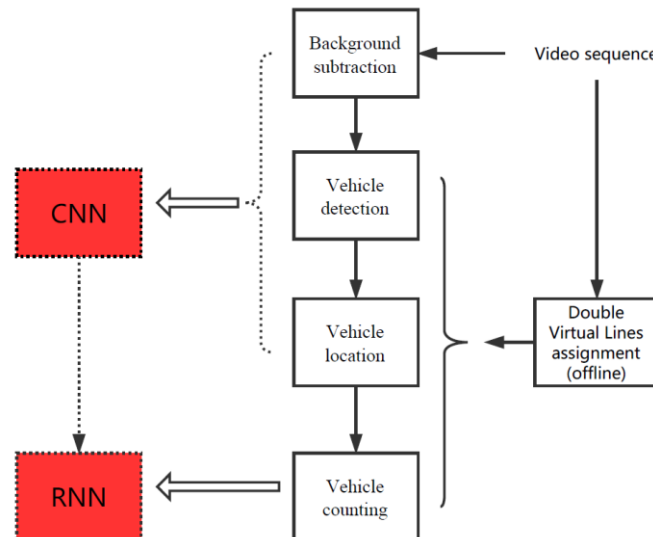 Background
subtraction
Video sequence
Vehicle
detection
CNN
Double
Virtual Lines
assignment
(offline)
Vehicle
location
RNN
Vehicle
counting